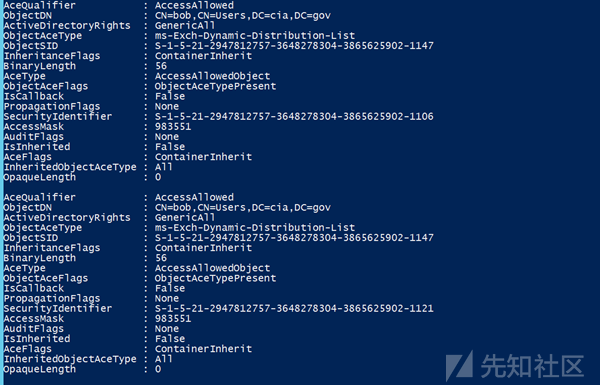 AceQualifier : AccessAllowed
ObjectDN : CN=bob,CN=Users,DC=cia,DC=gov
ActiveDirectoryRights : GenericAll
ObjectAceType : ms-Exch-Dynamic-Distribution-List
ObjectSID : S-1-5-21-2947812757-3648278304-3865625902-1147
InheritanceFlags : ContainerInherit
BinaryLength : 56
AceType : AccessAllowedObject
ObjectAceFlags : ObjectAceTypePresent
IsCallback : False
PropagationFlags : None
SecurityIdentifier : S-1-5-21-2947812757-3648278304-3865625902-1106
AccessMask : 983551
AuditFlags : None
IsInherited : False
AceFlags : ContainerInherit
InheritedObjectAceType : All
OpaqueLength : 0
AceQualifier : AccessAllowed
ObjectDN : CN=bob,CN=Users,DC=cia,DC=gov
ActiveDirectoryRights : GenericAll
ObjectAceType : ms-Exch-Dynamic-Distribution-List
ObjectSID : S-1-5-21-2947812757-3648278304-3865625902-1147
InheritanceFlags : ContainerInherit
BinaryLength : 56
AceType : AccessAllowedObject
ObjectAceFlags : ObjectAceTypePresent
IsCallback : False
PropagationFlags : None
SecurityIdentifier : S-1-5-21-2947812757-3648278304-3865625902-1121
AccessMask : 983551
AuditFlags : None
IsInherited : False
AceFlags : ContainerInherit
InheritedObjectAceType : All
OpaqueLength : 0
先知社区